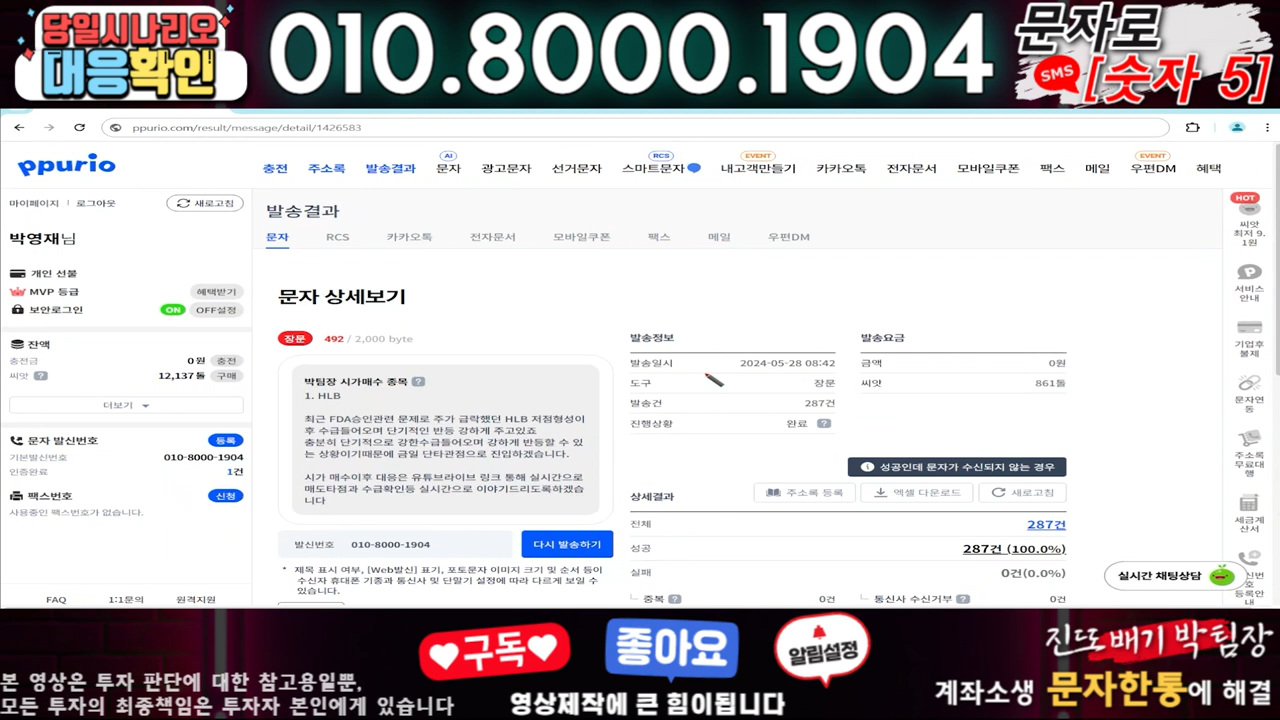 당일시나리오
대응확인
010.8000.1904
문자로
SMS [숫자 5]
ppurio.com/result/message/detail/1426583
ppurio
충전 주소록 발송결과 AI 문자 광고문자 선거문자 RCS 스마트문자 EVENT 내고객만들기 카카오톡 전자문서 모바일쿠폰 팩스 메일 EVENT 우편DM 혜택
마이페이지 로그아웃 새로고침
박영재님
개인 선불
MVP 등급 혜택받기
보안로그인 ON OFF설정
잔액
충전금 0원 충전
씨앗 ? 12,137톨 구매
더보기
문자 발신번호 등록
기본발신번호 010-8000-1904
인증완료 1건
팩스번호 신청
사용중인 팩스번호가 없습니다.
FAQ 1:1문의 원격지원
발송결과
문자 RCS 카카오톡 전자문서 모바일쿠폰 팩스 메일 우편DM
문자 상세보기
장문 492 / 2,000 byte
박팀장 시가매수 종목 ?
1. HLB
최근 FDA승인관련 문제로 주가 급락했던 HLB 저점형성이
후 수급들어오며 단기적인 반등 강하게 주고있죠
충분히 단기적으로 강한수급들어오며 강하게 반등할 수 있
는 상황이기때문에 금일 단타관점으로 진입하겠습니다.
시가 매수이후 대응은 유튜브라이브 링크 통해 실시간으로
매도타점과 수급확인등 실시간으로 이야기드리도록하겠습
니다
발신번호 010-8000-1904 다시 발송하기
* 제목 표시 여부, [Web발신] 표기, 포토문자 이미지 크기 및 순서 등이
수신자 휴대폰 기종과 통신사 및 단말기 설정에 따라 다르게 보일 수
있습니다.
발송정보
발송일시 2024-05-28 08:42
도구 장문
발송건 287건
진행상황 완료 ?
발송요금
금액 0원
씨앗 861톨
성공인데 문자가 수신되지 않는 경우
상세결과 주소록 등록 엑셀 다운로드 새로고침
전체 287건
성공 287건 (100.0%)
실패 0건(0.0%)
중복 ? 0건 통신사 수신거부 ? 0건
HOT
씨앗
최저 9.
1원
서비스
안내
기업후
불제
문자연
동
주소록
무료대
행
세금계
산서
신번
호
등록안
내
실시간 채팅상담
구독
좋아요
알림설정
영상제작에 큰 힘이됩니다
본 영상은 투자 판단에 대한 참고용일뿐,
모든 투자의 최종책임은 투자자 본인에게 있습니다
진또배기 박팀장
계좌소생 문자한통에 해결